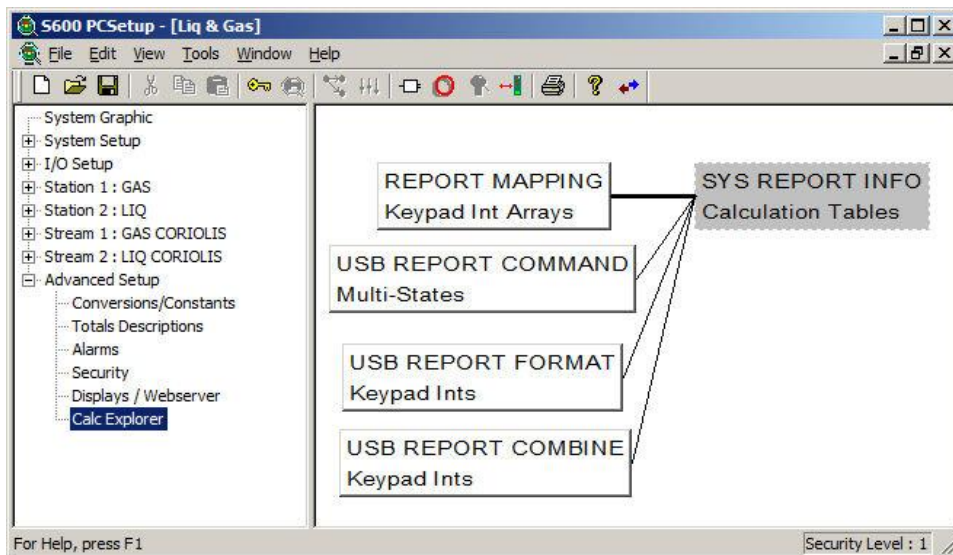 S600 PCSetup - [Liq & Gas]
File Edit View Tools Window Help
System Graphic
System Setup
I/O Setup
Station 1 : GAS
Station 2 : LIQ
Stream 1 : GAS CORIOLIS
Stream 2 : LIQ CORIOLIS
Advanced Setup
Conversions/Constants
Totals Descriptions
Alarms
Security
Displays / Webserver
Calc Explorer
REPORT MAPPING
Keypad Int Arrays
SYS REPORT INFO
Calculation Tables
USB REPORT COMMAND
Multi-States
USB REPORT FORMAT
Keypad Ints
USB REPORT COMBINE
Keypad Ints
For Help, press F1
Security Level : 1